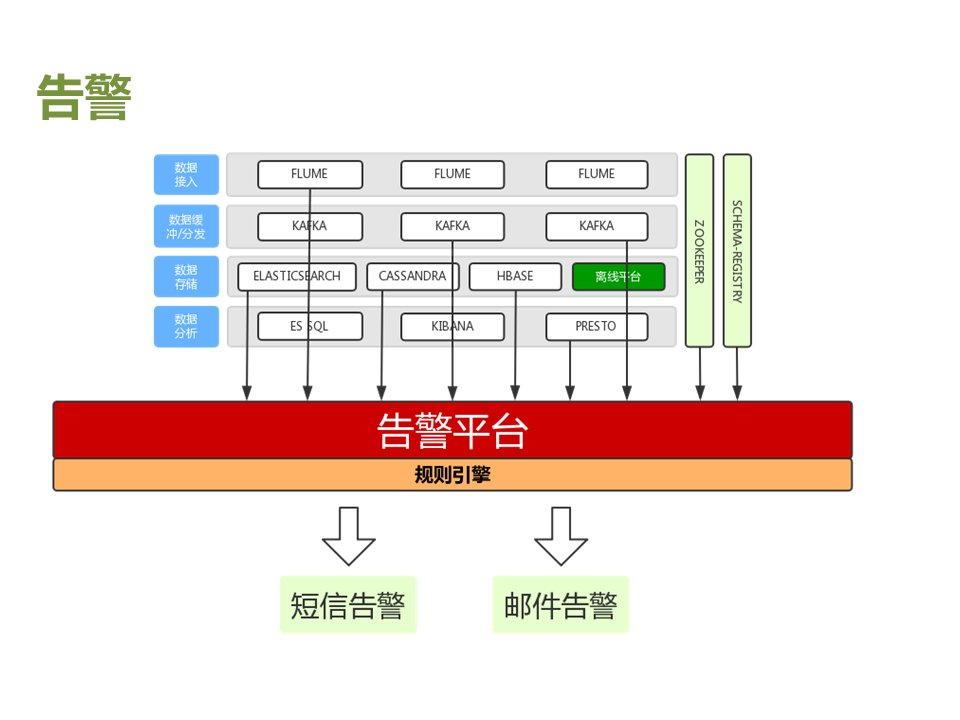 告警
数据
接入
FLUME
FLUME
FLUME
数据缓
冲/分发
KAFKA
KAFKA
KAFKA
数据
存储
ELASTICSEARCH
CASSANDRA
HBASE
离线平台
数据
分析
ES SQL
KIBANA
PRESTO
ZOOKEEPER
SCHEMA-REGISTRY
告警平台
规则引擎
短信告警
邮件告警